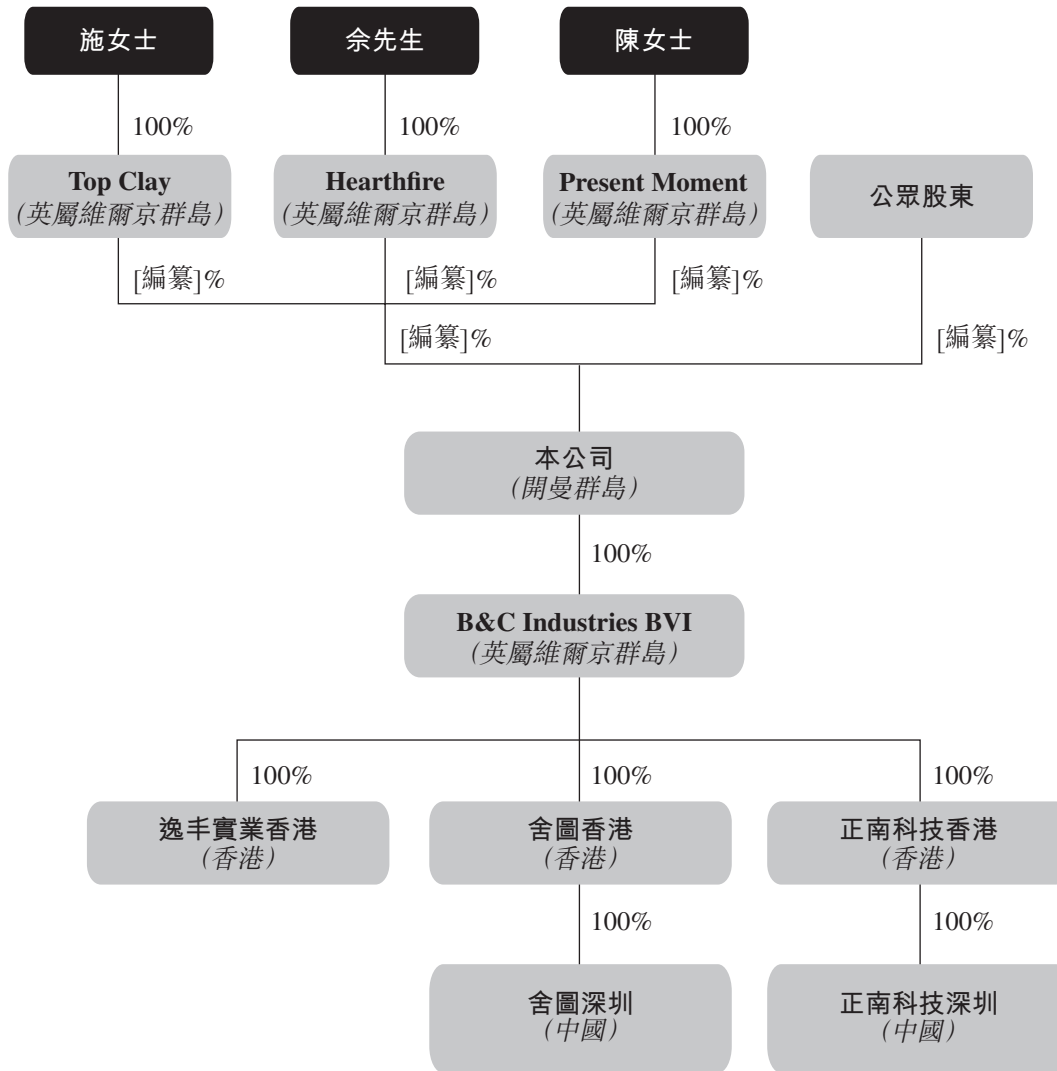 施女士
佘先生
陳女士
100%
100%
100%
Top Clay
(英屬維爾京群島)
Hearthfire
(英屬維爾京群島)
Present Moment
(英屬維爾京群島)
公眾股東
[編纂]%
[編纂]%
[編纂]%
[編纂]%
[編纂]%
本公司
(開曼群島)
100%
B&C Industries BVI
(英屬維爾京群島)
100%
100%
100%
逸丰實業香港
(香港)
舍圖香港
(香港)
正南科技香港
(香港)
100%
100%
舍圖深圳
(中國)
正南科技深圳
(中國)